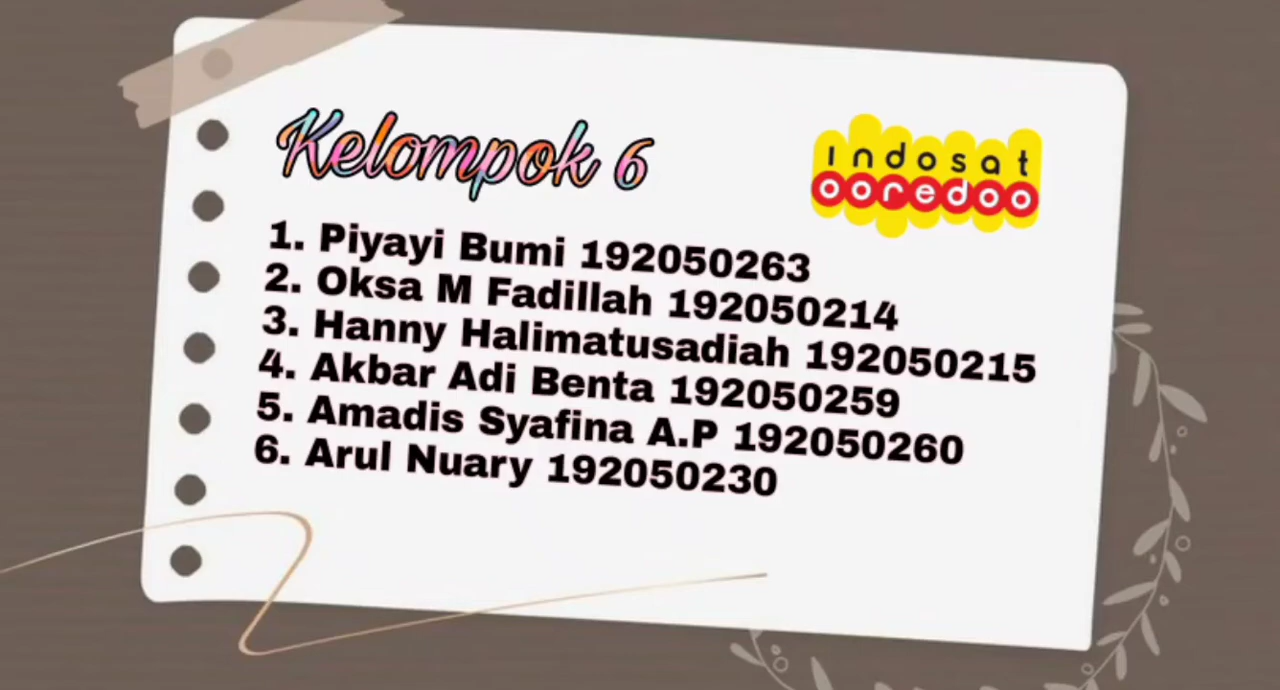 Kelompok 6
indosat
ooredoo
1. Piyayi Bumi 192050263
2. Oksa M Fadillah 192050214
3. Hanny Halimatusadiah 192050215
4. Akbar Adi Benta 192050259
5. Amadis Syafina A.P 192050260
6. Arul Nuary 192050230